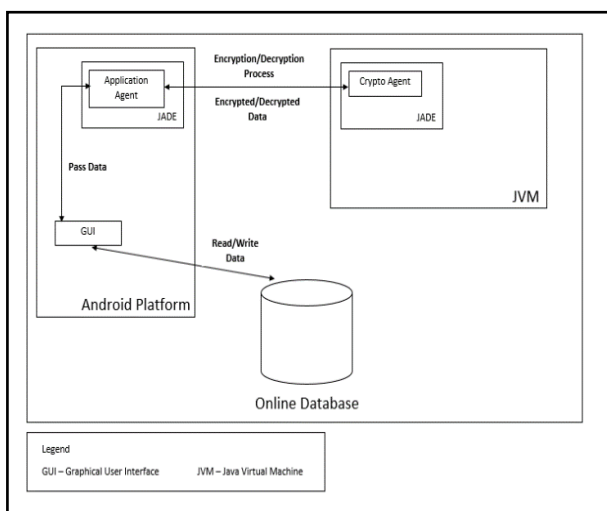 Encryption/Decryption
Process
Application
Agent
Crypto Agent
JADE
Encrypted/Decrypted
Data
JADE
Pass Data
JVM
GUI
Read/Write
Data
Android Platform
Online Database
Legend
GUI – Graphical User Interface
JVM – Java Virtual Machine